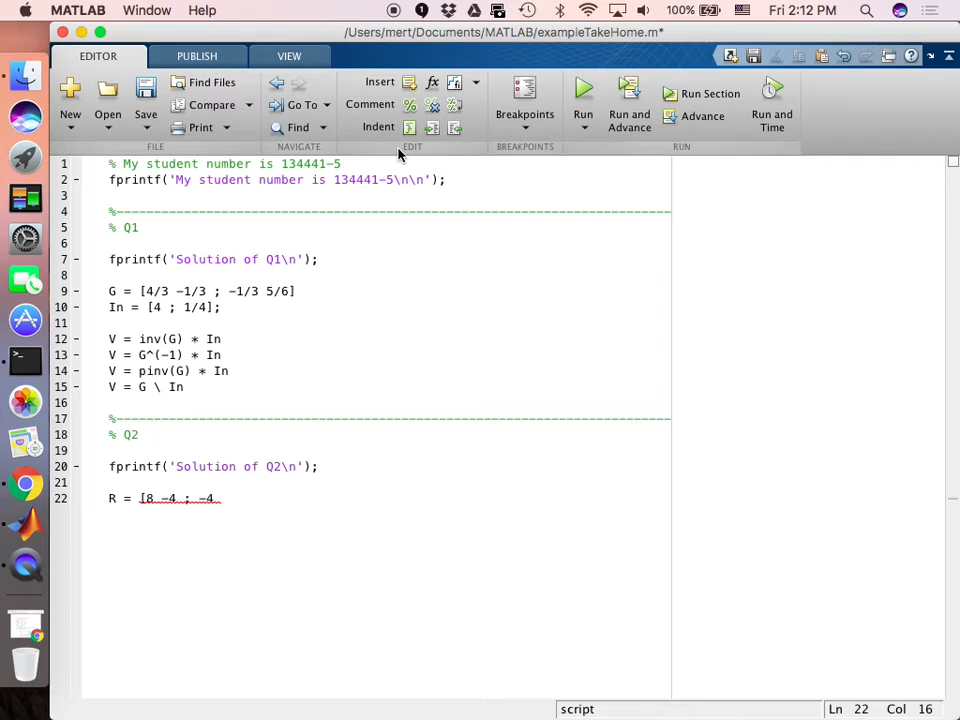 MATLAB Window Help 100% Fri 2:12 PM
/Users/mert/Documents/MATLAB/exampleTakeHome.m*
EDITOR PUBLISH VIEW
New Open Save Find Files Compare Print
Go To Find
Insert Comment Indent
Breakpoints
Run Run and Advance Run Section Advance Run and Time
FILE NAVIGATE EDIT BREAKPOINTS RUN
1 % My student number is 134441-5
2 - fprintf('My student number is 134441-5\n\n');
3
4 %--------------------------------------------------------------------------
5 % Q1
6
7 - fprintf('Solution of Q1\n');
8
9 - G = [4/3 -1/3 ; -1/3 5/6]
10 - In = [4 ; 1/4];
11
12 - V = inv(G) * In
13 - V = G^(-1) * In
14 - V = pinv(G) * In
15 - V = G \ In
16
17 %--------------------------------------------------------------------------
18 % Q2
19
20 - fprintf('Solution of Q2\n');
21
22 R = [8 -4 ; -4
script Ln 22 Col 16